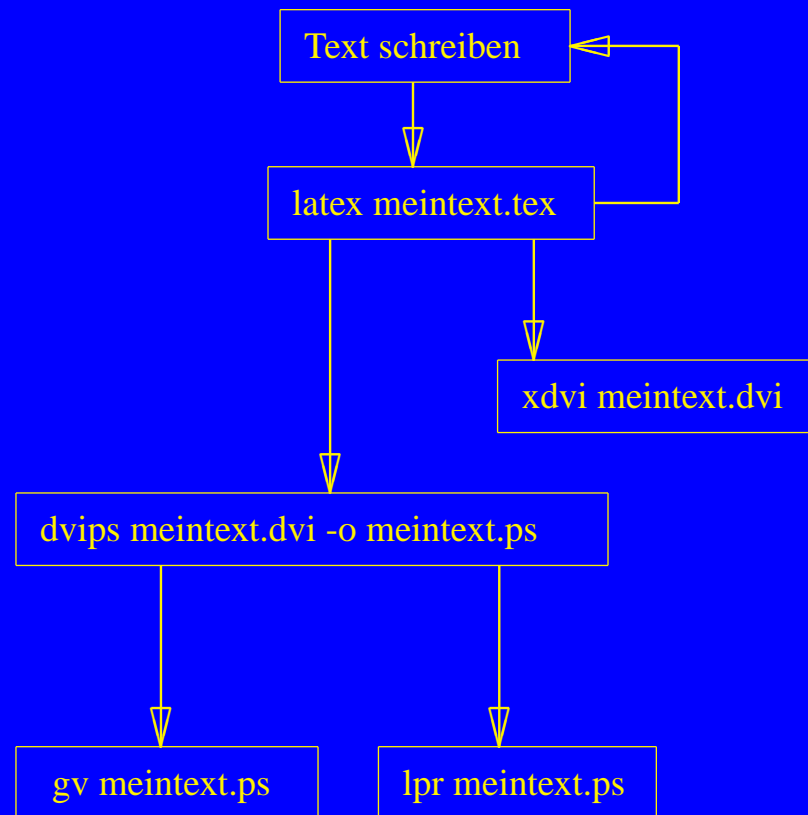 Text schreiben
latex meintext.tex
xdvi meintext.dvi
dvips meintext.dvi -o meintext.ps
gv meintext.ps
lpr meintext.ps